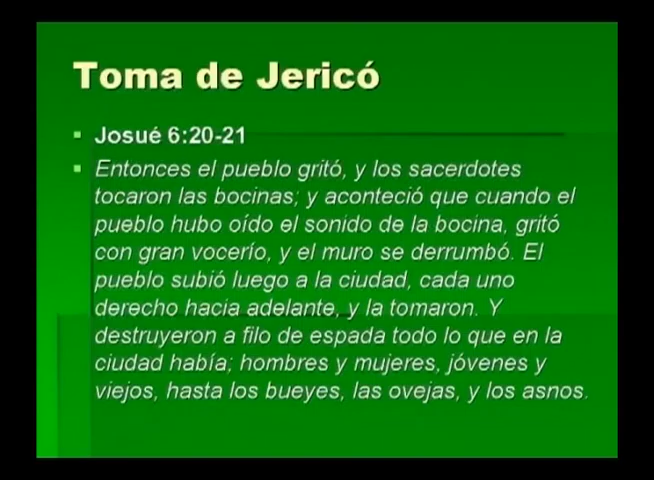 Toma de Jericó
Josué 6:20-21
Entonces el pueblo gritó, y los sacerdotes
tocaron las bocinas; y aconteció que cuando el
pueblo hubo oído el sonido de la bocina, gritó
con gran vocerío, y el muro se derrumbó. El
pueblo subió luego a la ciudad, cada uno
derecho hacia adelante, y la tomaron. Y
destruyeron a filo de espada todo lo que en la
ciudad había; hombres y mujeres, jóvenes y
viejos, hasta los bueyes, las ovejas, y los asnos.